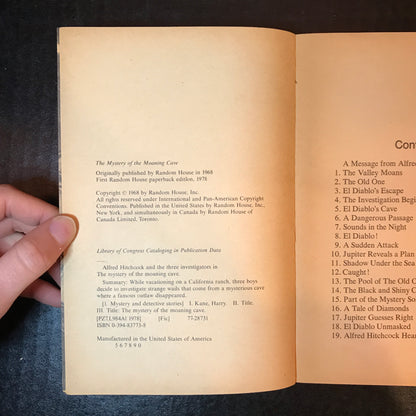 The Mystery of the Moaning Cave
Originally published by Random House in 1968
First Random House paperback edition, 1978
Copyright © 1968 by Random House, Inc.
All rights reserved under International and Pan-American Copyright
Conventions. Published in the United States by Random House, Inc.,
New York, and simultaneously in Canada by Random House of
Canada Limited, Toronto.
Library of Congress Cataloging in Publication Data
Alfred Hitchcock and the three investigators in
The mystery of the moaning cave.
Summary: While vacationing on a California ranch, three boys
decide to investigate strange wails that come from a mysterious cave
where a famous outlaw disappeared.
[1. Mystery and detective stories] I. Kane, Harry. II. Title.
III. Title: The mystery of the moaning cave.
[PZ7.L984Al 1978] [Fic] 77-28731
ISBN 0-394-83773-8
Manufactured in the United States of America
5 6 7 8 9 0
Con
A Message from Alfred
1. The Valley Moans
2. The Old One
3. El Diablo's Escape
4. The Investigation Begin
5. El Diablo's Cave
6. A Dangerous Passage
7. Sounds in the Night
8. El Diablo!
9. A Sudden Attack
10. Jupiter Reveals a Plan
11. Shadow Under the Sea
12. Caught!
13. The Pool of The Old O
14. The Black and Shiny C
15. Part of the Mystery So
16. A Tale of Diamonds
17. Jupiter Guesses Right
18. El Diablo Unmasked
19. Alfred Hitchcock Hea